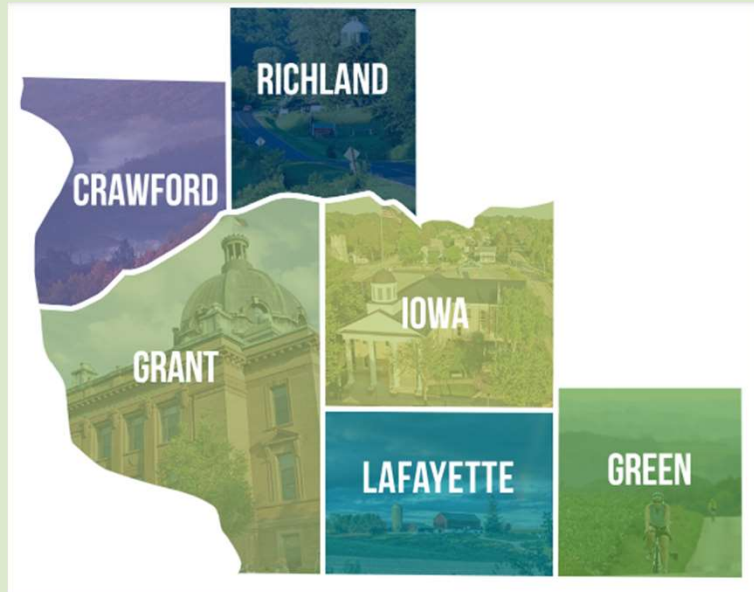 RICHLAND
CRAWFORD
IOWA
GRANT
LAFAYETTE
GREEN